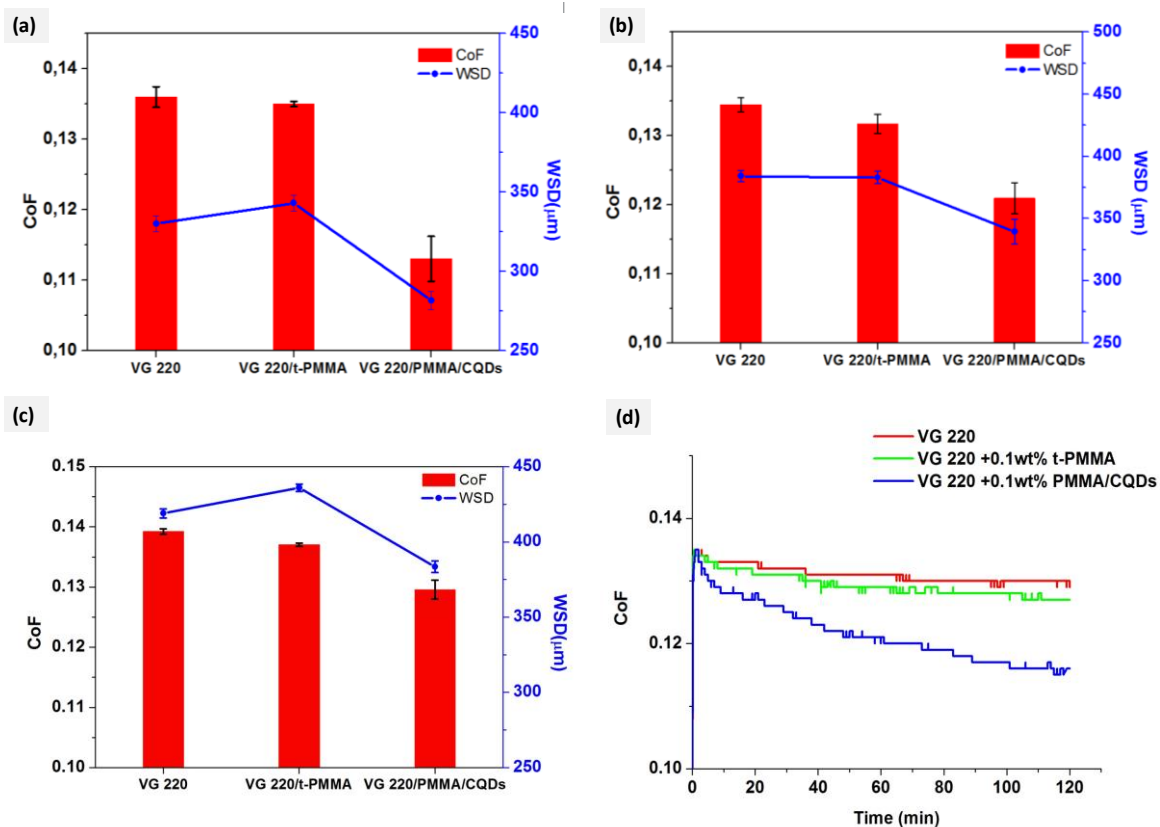 (a)
CoF
WSD
0,14
0,13
0,12
0,11
0,10
CoF
450
400
350
300
250
WSD(μm)
VG 220
VG 220/t-PMMA
VG 220/PMMA/CQDs
(b)
CoF
WSD
0,14
0,13
0,12
0,11
0,10
CoF
500
450
400
350
300
250
WSD (μm)
VG 220
VG 220/t-PMMA
VG 220/PMMA/CQDs
(c)
CoF
WSD
0.15
0.14
0.13
0.12
0.11
0.10
CoF
450
400
350
300
250
WSD(μm)
VG 220
VG 220/t-PMMA
VG 220/PMMA/CQDs
(d)
VG 220
VG 220 +0.1wt% t-PMMA
VG 220 +0.1wt% PMMA/CQDs
0.14
0.12
0.10
CoF
0
20
40
60
80
100
120
Time (min)